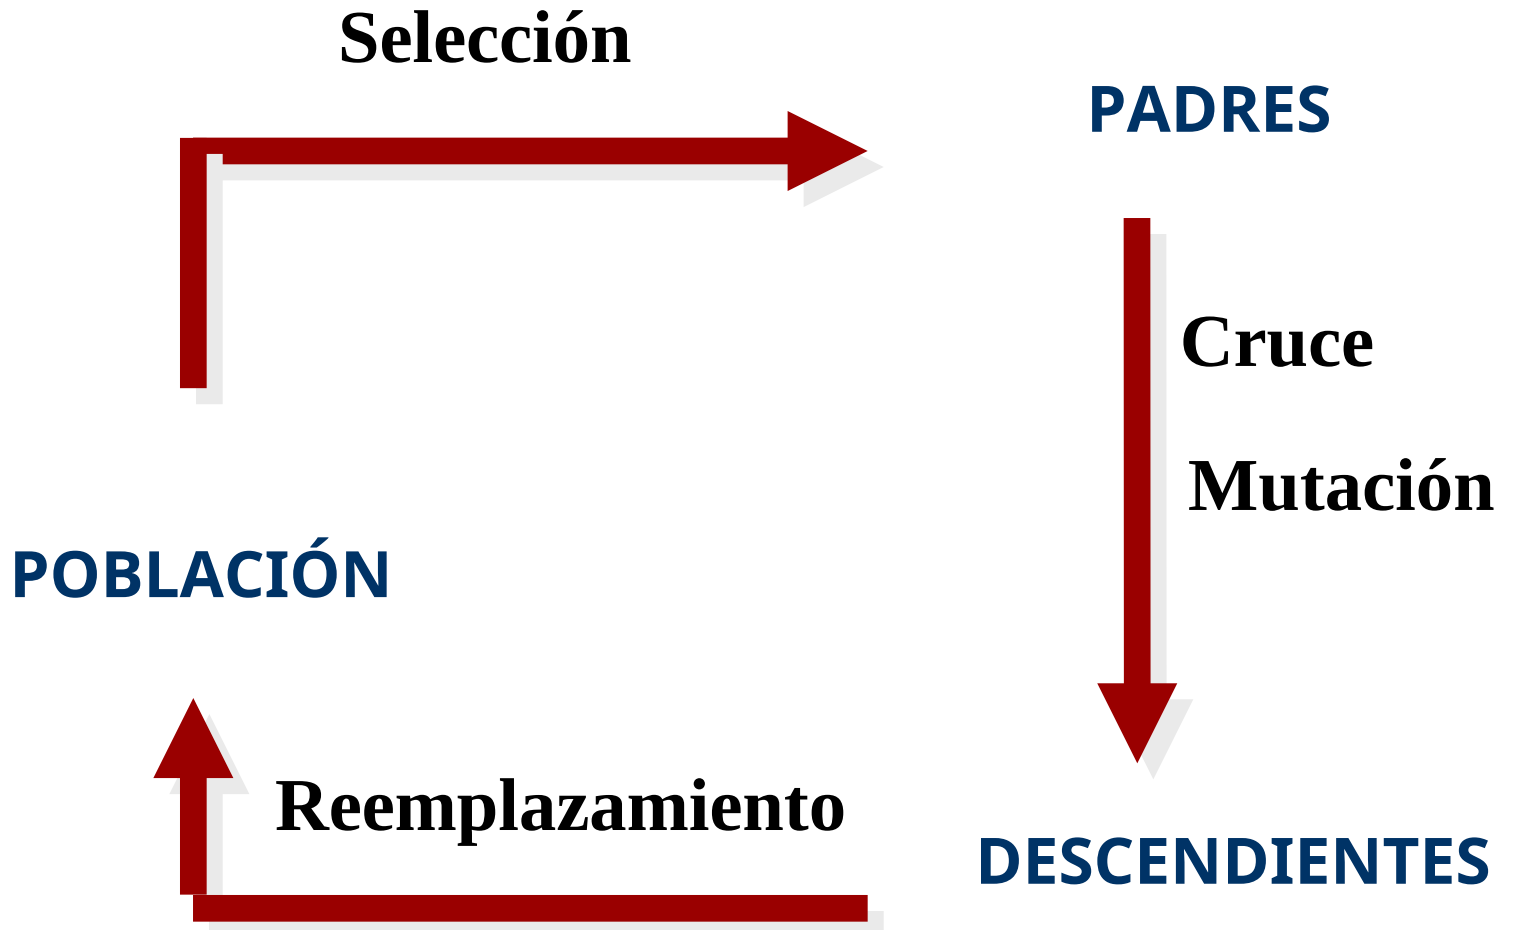 Selección
PADRES
Cruce
Mutación
POBLACIÓN
Reemplazamiento
DESCENDIENTES